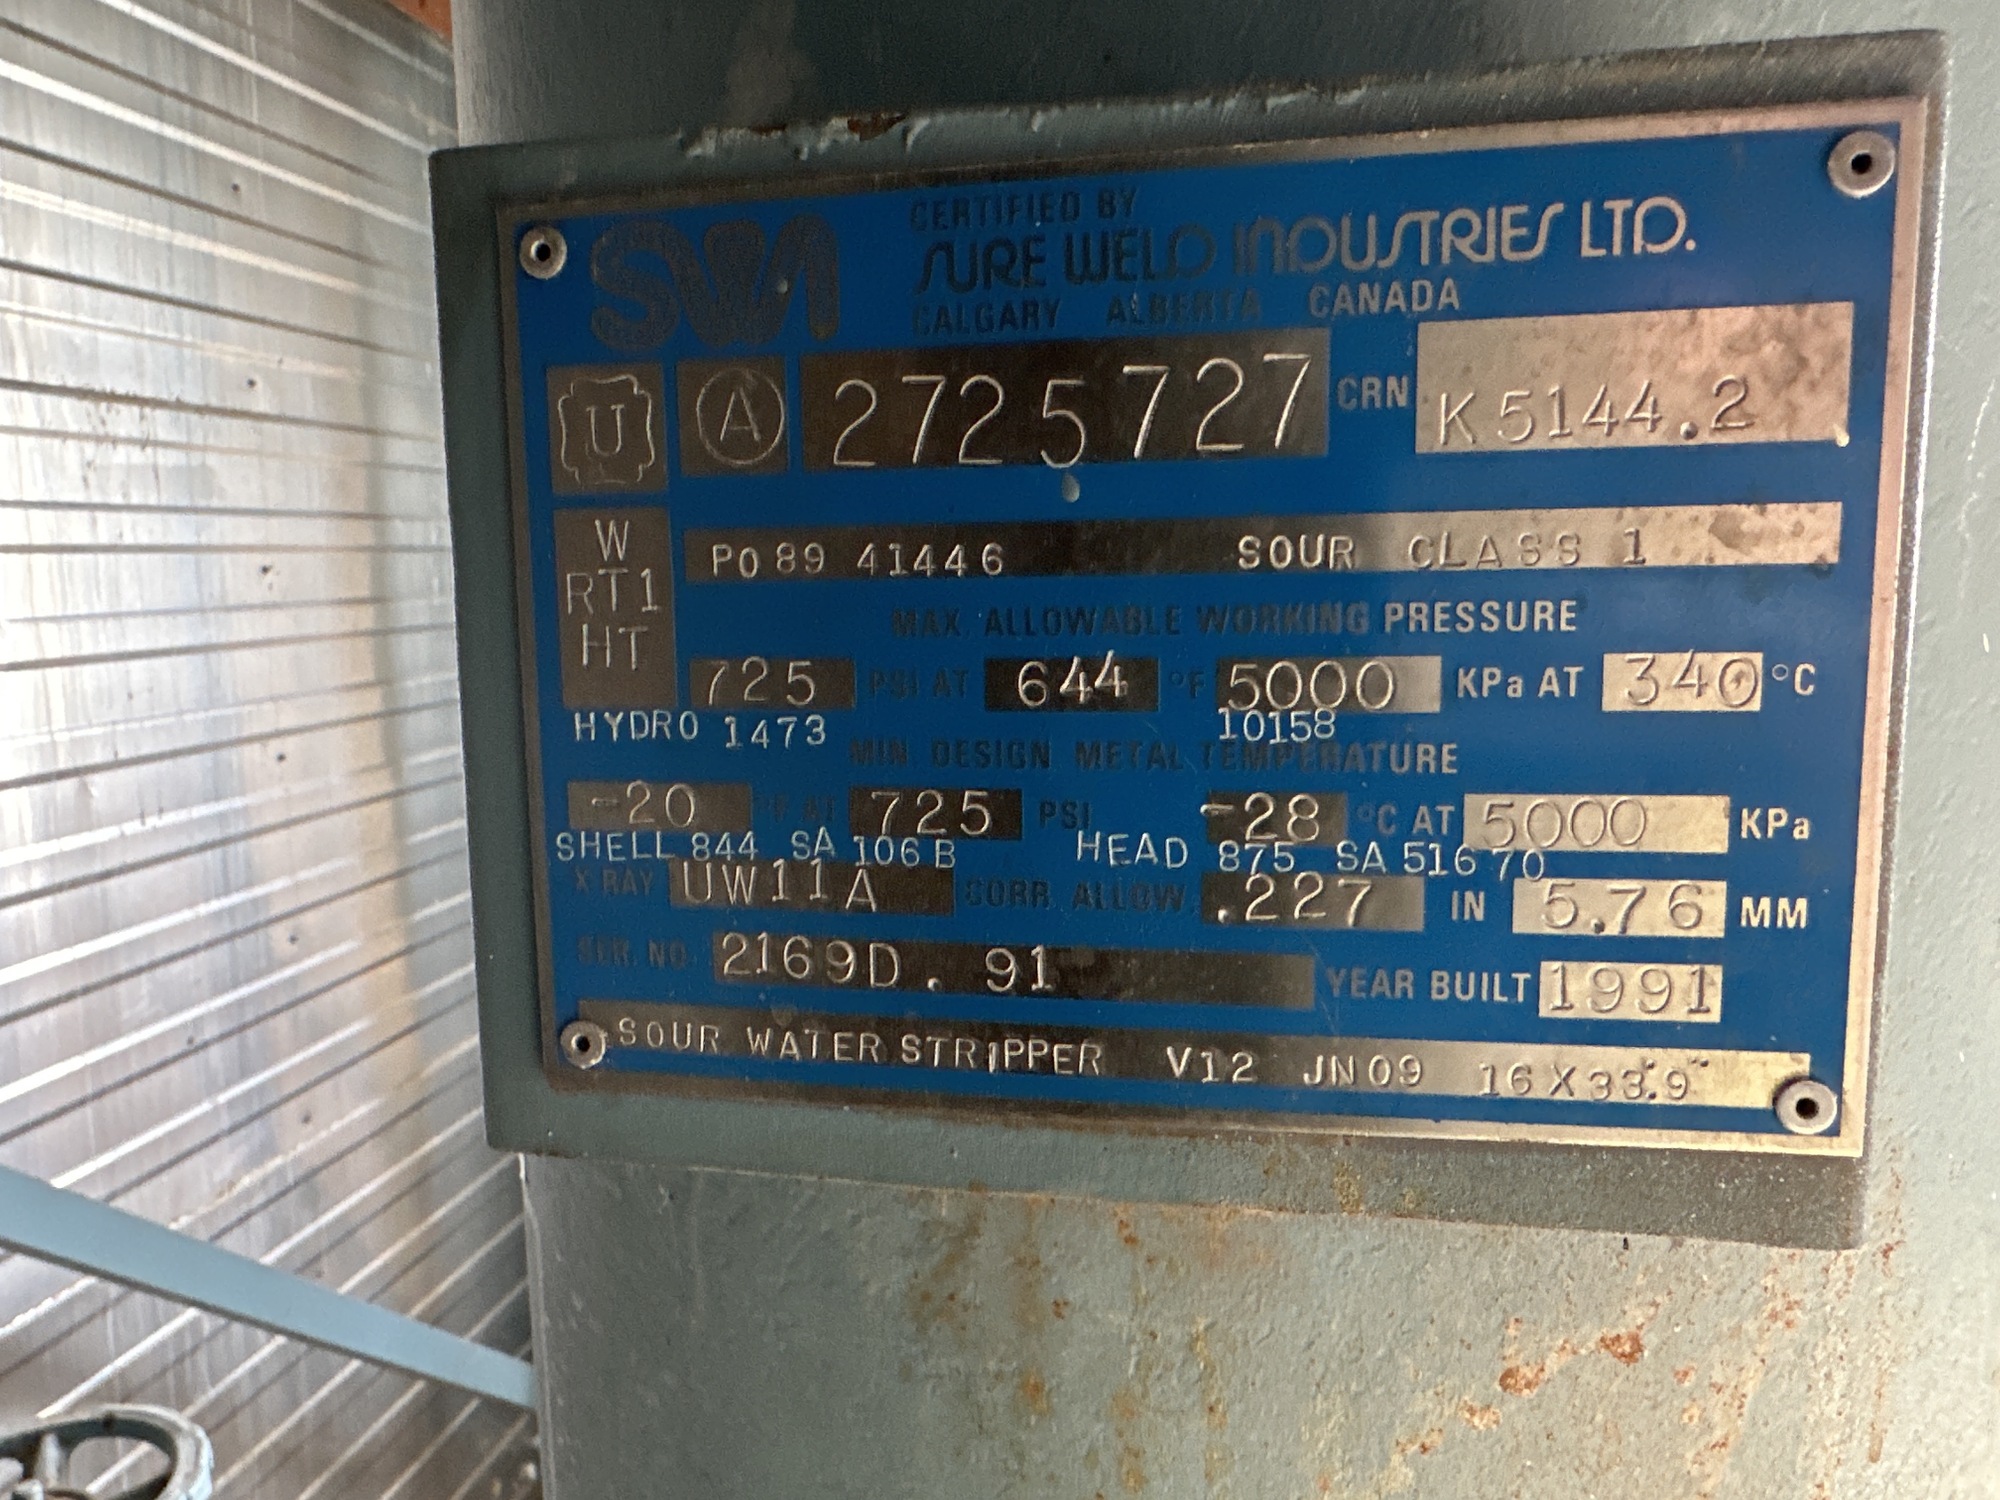 CERTIFIED BY
SWI SURE WELD INDUSTRIES LTD.
CALGARY ALBERTA CANADA
U A 2725727 CRN K5144.2
W
RT1
HT
PO 89 41446 SOUR CLASS 1
MAX. ALLOWABLE WORKING PRESSURE
725 PSI AT 644 °F 5000 KPa AT 340 °C
HYDRO 1473 10158
MIN DESIGN METAL TEMPERATURE
-20 °F AT 725 PSI -28 °C AT 5000 KPa
SHELL 844 SA 106 B HEAD 875 SA 516 70
X RAY UW11A CORR. ALLOW. .227 IN 5.76 MM
SER. NO. 2169D . 91 YEAR BUILT 1991
SOUR WATER STRIPPER V12 JN09 16 X 33'.9"